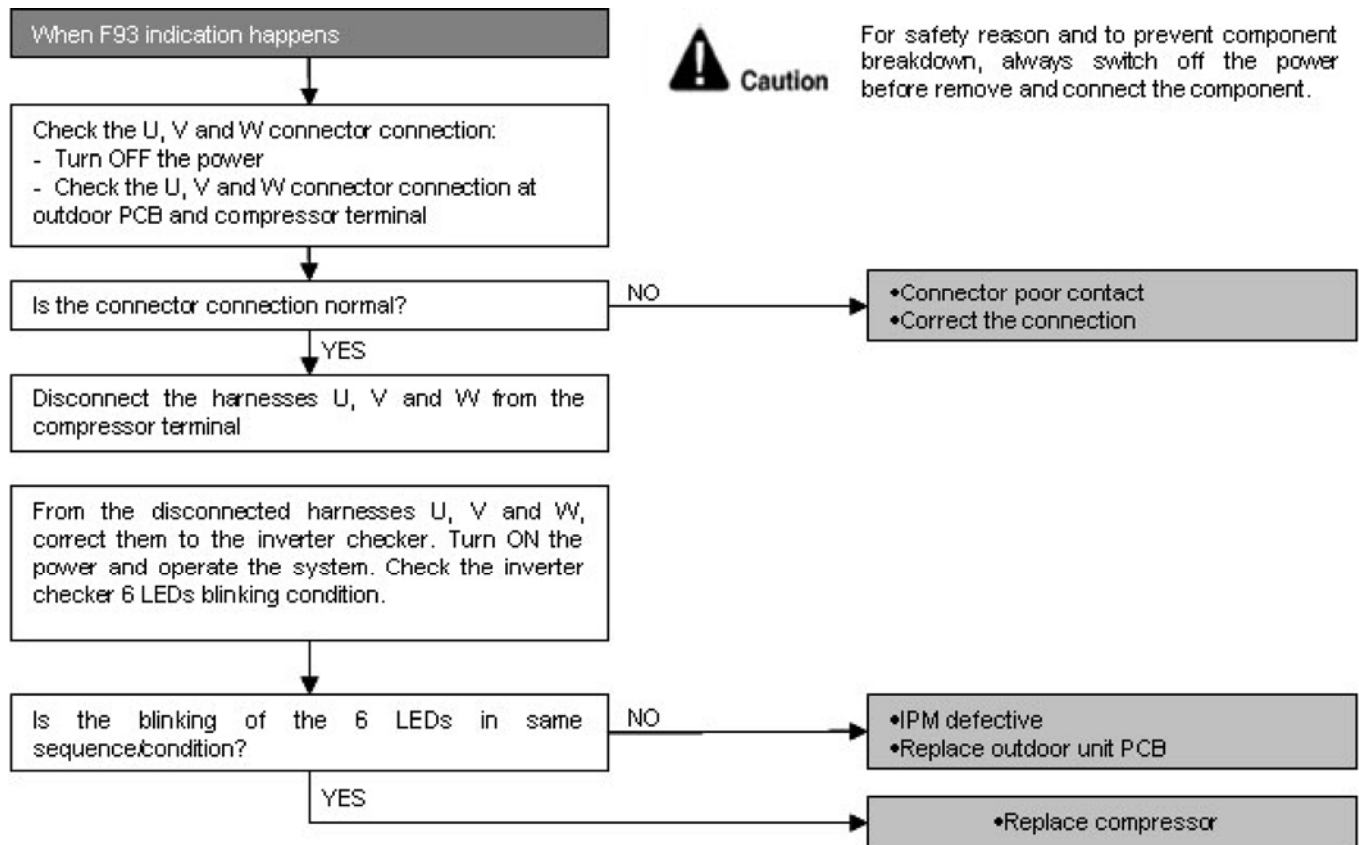 When F93 indication happens
Caution
For safety reason and to prevent component
breakdown, always switch off the power
before remove and connect the component.
Check the U, V and W connector connection:
- Turn OFF the power
- Check the U, V and W connector connection at
outdoor PCB and compressor terminal
Is the connector connection normal?
NO
•Connector poor contact
•Correct the connection
YES
Disconnect the harnesses U, V and W from the
compressor terminal
From the disconnected harnesses U, V and W,
correct them to the inverter checker. Turn ON the
power and operate the system. Check the inverter
checker 6 LEDs blinking condition.
Is the blinking of the 6 LEDs in same
sequence/condition?
NO
•IPM defective
•Replace outdoor unit PCB
YES
•Replace compressor